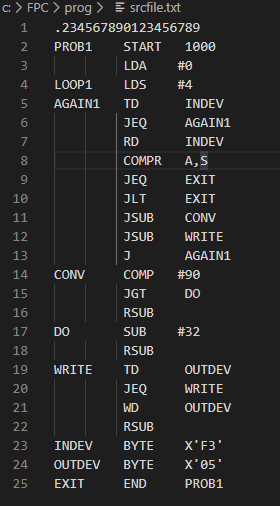 c: > FPC > prog > srcfile.txt
1 .234567890123456789
2 PROB1 START 1000
3 LDA #0
4 LOOP1 LDS #4
5 AGAIN1 TD INDEV
6 JEQ AGAIN1
7 RD INDEV
8 COMPR A,S
9 JEQ EXIT
10 JLT EXIT
11 JSUB CONV
12 JSUB WRITE
13 J AGAIN1
14 CONV COMP #90
15 JGT DO
16 RSUB
17 DO SUB #32
18 RSUB
19 WRITE TD OUTDEV
20 JEQ WRITE
21 WD OUTDEV
22 RSUB
23 INDEV BYTE X'F3'
24 OUTDEV BYTE X'05'
25 EXIT END PROB1